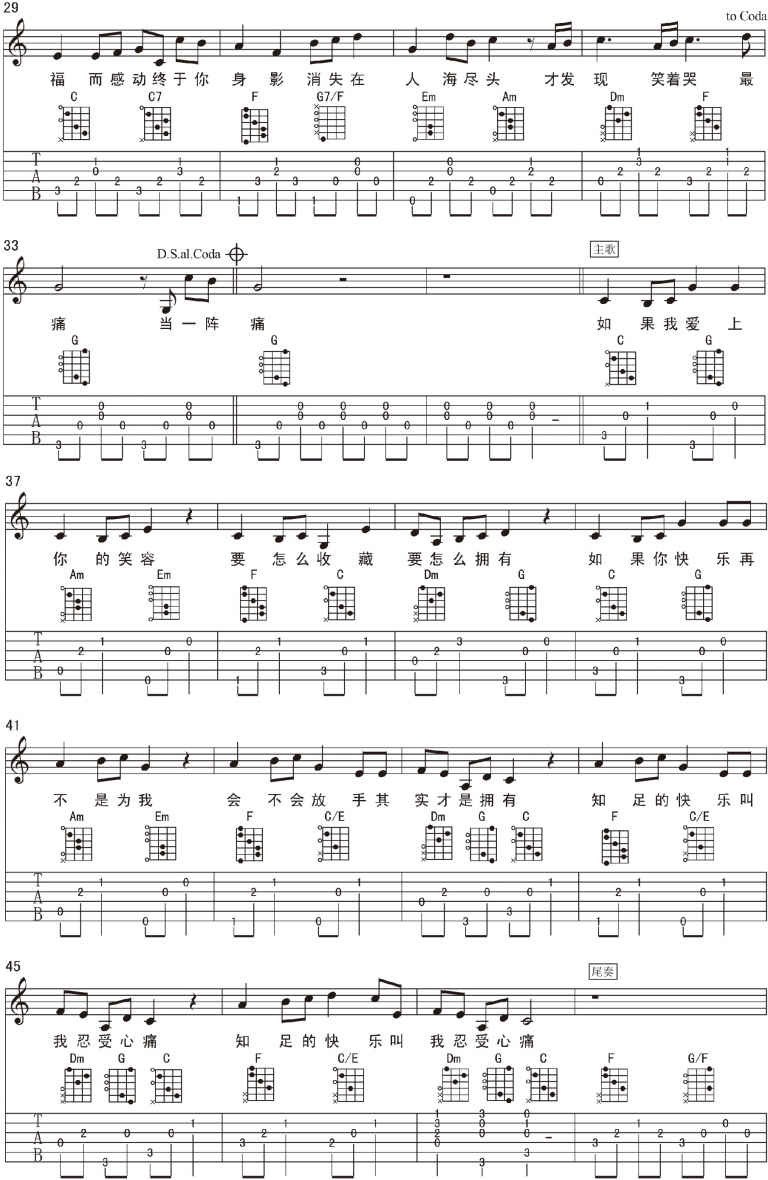 29
to Coda
福 而感动终于你 身 影 消失在 人 海尽头 才发 现 笑着哭 最
C C7 F G7/F Em Am Dm F
T
A
B
33
D.S.al.Coda
主歌
痛 当一阵 痛 如 果我爱上
G G C G
T
A
B
37
你 的笑容 要 怎么收藏 要怎么拥有 如 果你快乐再
Am Em F C Dm G C G
T
A
B
41
不 是为我 会 不会放 手其 实才是拥有 知 足的快乐叫
Am Em F C/E Dm G C F C/E
T
A
B
45
尾奏
我忍受心痛 知 足的快 乐叫 我忍受心痛
Dm G C F C/E Dm G C F G/F
T
A
B